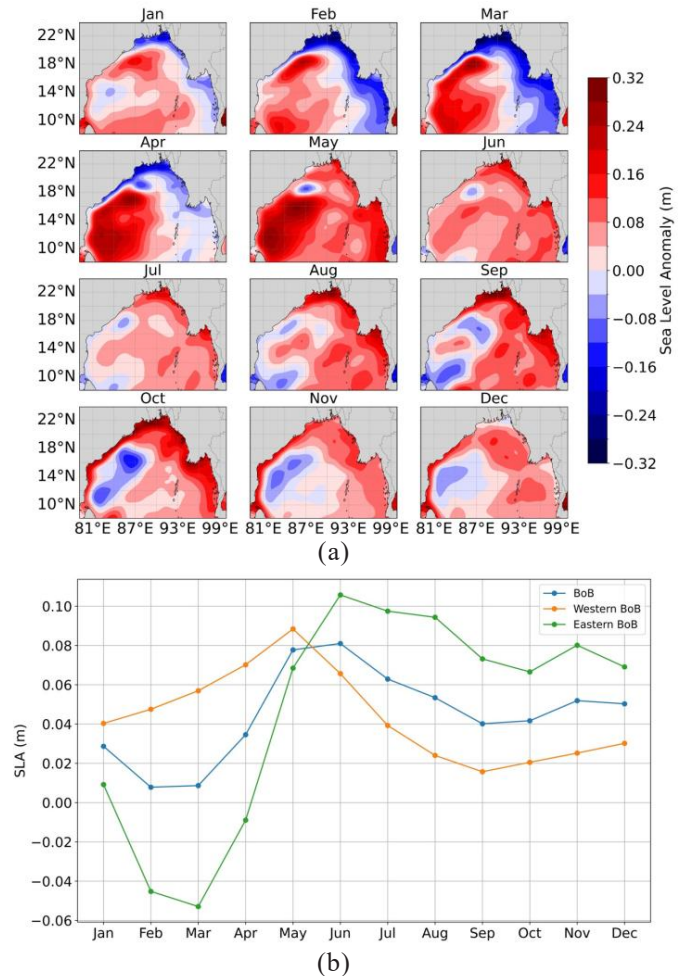 Jan Feb Mar
22°N
18°N
14°N
10°N
Apr May Jun
22°N
18°N
14°N
10°N
Jul Aug Sep
22°N
18°N
14°N
10°N
Oct Nov Dec
22°N
18°N
14°N
10°N
81°E 87°E 93°E 99°E 81°E 87°E 93°E 99°E 81°E 87°E 93°E 99°E
0.32
0.24
0.16
0.08
0.00
−0.08
−0.16
−0.24
−0.32
Sea Level Anomaly (m)
(a)
BoB
Western BoB
Eastern BoB
0.10
0.08
0.06
0.04
0.02
0.00
−0.02
−0.04
−0.06
SLA (m)
Jan Feb Mar Apr May Jun Jul Aug Sep Oct Nov Dec
(b)